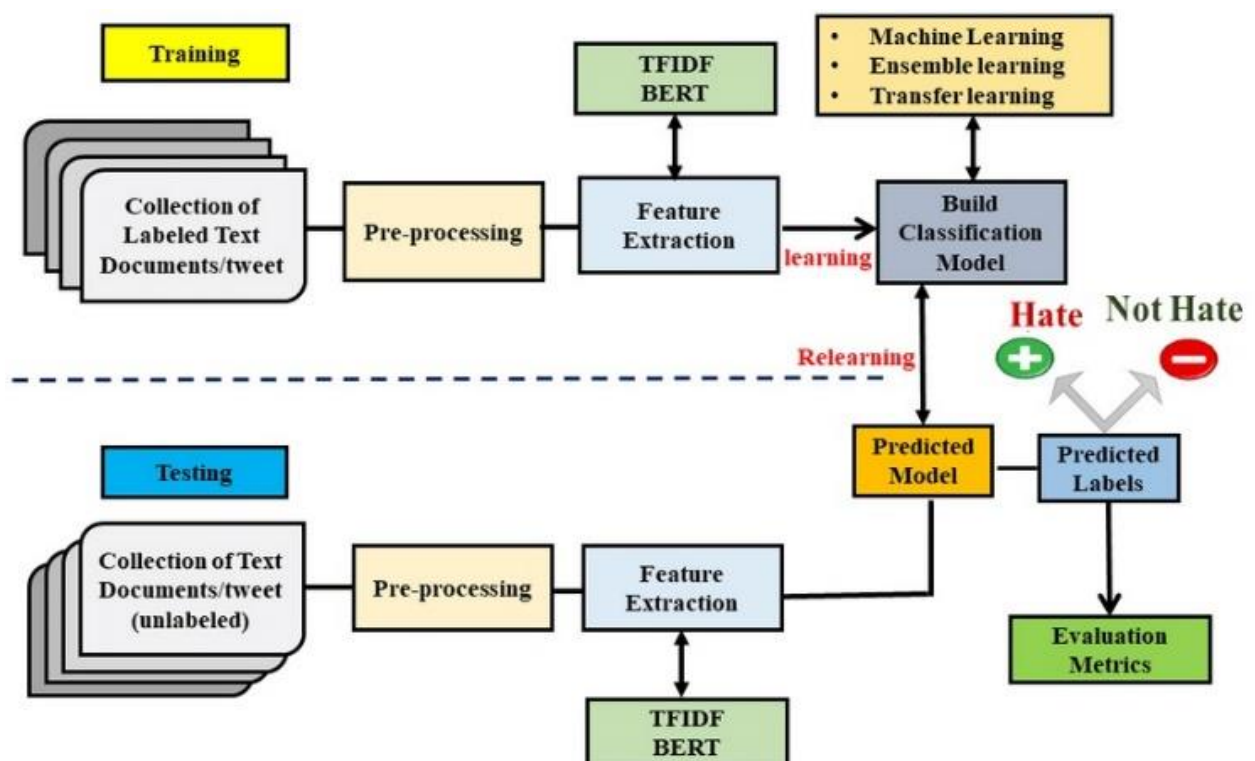 Training
TFIDF
BERT
• Machine Learning
• Ensemble learning
• Transfer learning
Collection of
Labeled Text
Documents/tweet
Pre-processing
Feature
Extraction
learning
Build
Classification
Model
Hate
Not Hate
Relearning
Testing
Predicted
Model
Predicted
Labels
Collection of Text
Documents/tweet
(unlabeled)
Pre-processing
Feature
Extraction
Evaluation
Metrics
TFIDF
BERT